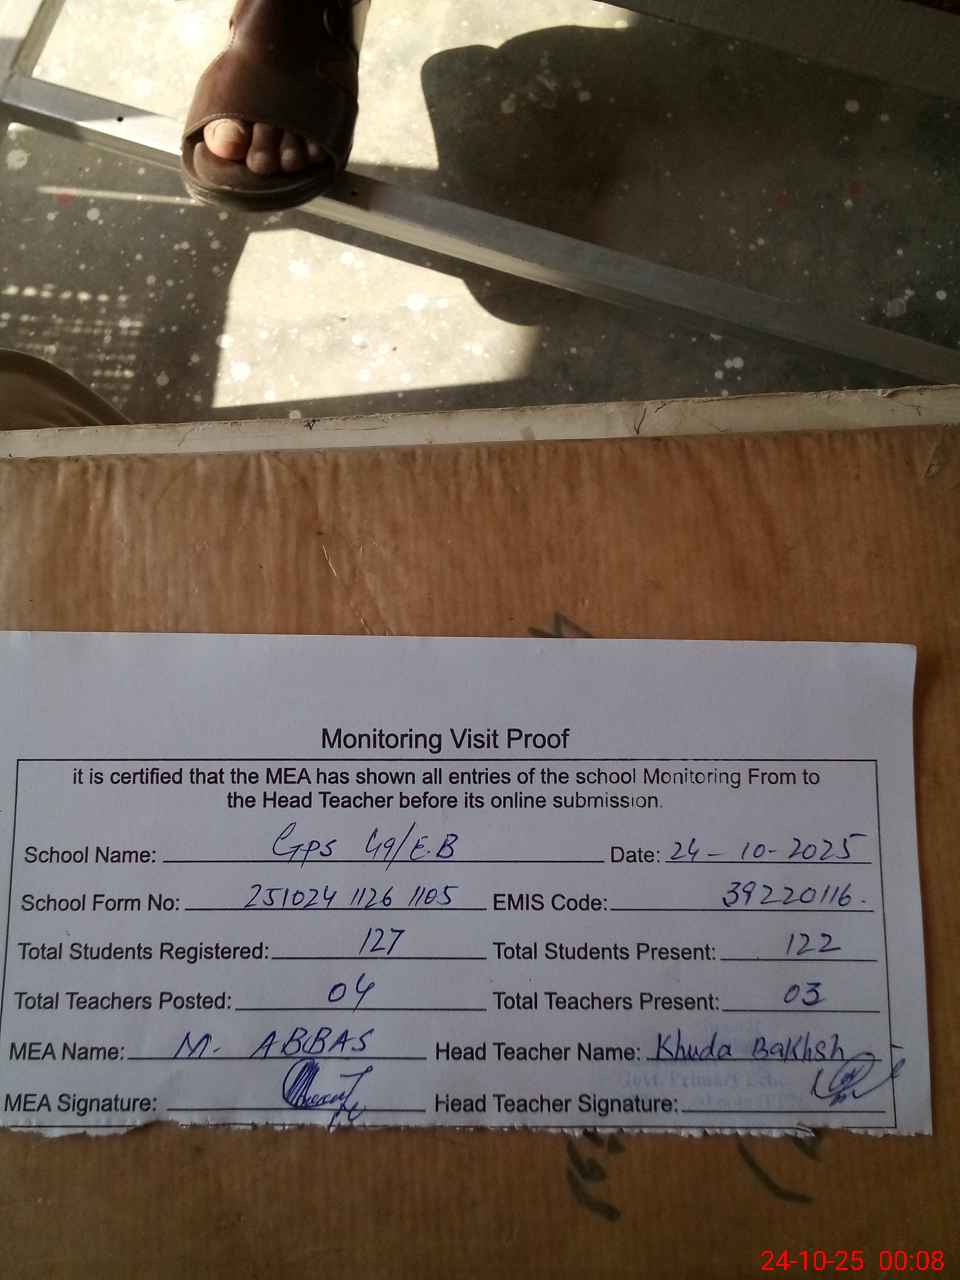 Monitoring Visit Proof
it is certified that the MEA has shown all entries of the school Monitoring From to
the Head Teacher before its online submission.
School Name: GPS 49/E.B Date: 24-10-2025
School Form No: 251024 1126 1105 EMIS Code: 39220116.
Total Students Registered: 127 Total Students Present: 122
Total Teachers Posted: 04 Total Teachers Present: 03
MEA Name: M. ABBAS Head Teacher Name: Khuda Bakhsh
Govt. Primary Scho
MEA Signature: Head Teacher Signature:
24-10-25 00:08